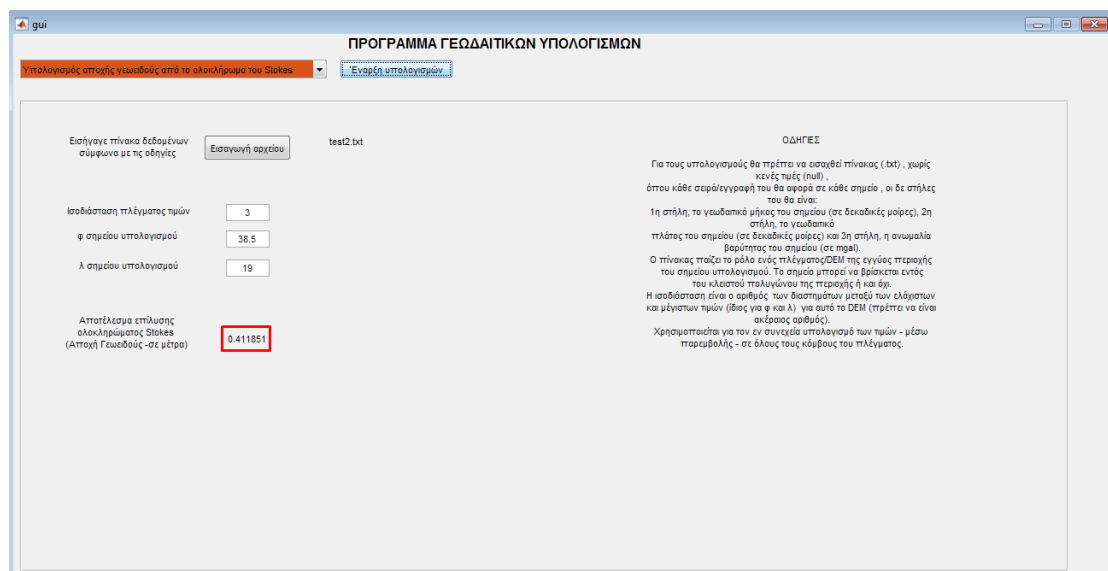 gui
ΠΡΟΓΡΑΜΜΑ ΓΕΩΔΑΙΤΙΚΩΝ ΥΠΟΛΟΓΙΣΜΩΝ
Υπολογισμός αποχής γεωειδούς από το ολοκλήρωμα του Stokes
Έναρξη υπολογισμών
Εισήγαγε πίνακα δεδομένων
σύμφωνα με τις οδηγίες
Εισαγωγή αρχείου
test2.txt
Ισοδιάσταση πλέγματος τιμών
3
φ σημείου υπολογισμού
38.5
λ σημείου υπολογισμού
19
Αποτέλεσμα επίλυσης
ολοκληρώματος Stokes
(Αποχή Γεωειδούς -σε μέτρα)
0.411851
ΟΔΗΓΙΕΣ
Για τους υπολογισμούς θα πρέπει να εισαχθεί πίνακας (.txt) , χωρίς
κενές τιμές (null) ,
όπου κάθε σειρά/εγγραφή του θα αφορά σε κάθε σημείο , οι δε στήλες
του θα είναι:
1η στήλη, το γεωδαιτικό μήκος του σημείου (σε δεκαδικές μοίρες), 2η
στήλη, το γεωδαιτικό
πλάτος του σημείου (σε δεκαδικές μοίρες) και 3η στήλη, η ανωμαλία
βαρύτητας του σημείου (σε mgal).
Ο πίνακας παίζει το ρόλο ενός πλέγματος/DEM της εγγύος περιοχής
του σημείου υπολογισμού. Το σημείο μπορεί να βρίσκεται εντός
του κλειστού πολυγώνου της περιοχής ή και όχι.
Η ισοδιάσταση είναι ο αριθμός των διαστημάτων μεταξύ των ελάχιστων
και μέγιστων τιμών (ίδιος για φ και λ) για αυτό το DEM (πρέπει να είναι
ακέραιος αριθμός).
Χρησιμοποιείται για τον εν συνεχεία υπολογισμό των τιμών - μέσω
παρεμβολής - σε όλους τους κόμβους του πλέγματος.